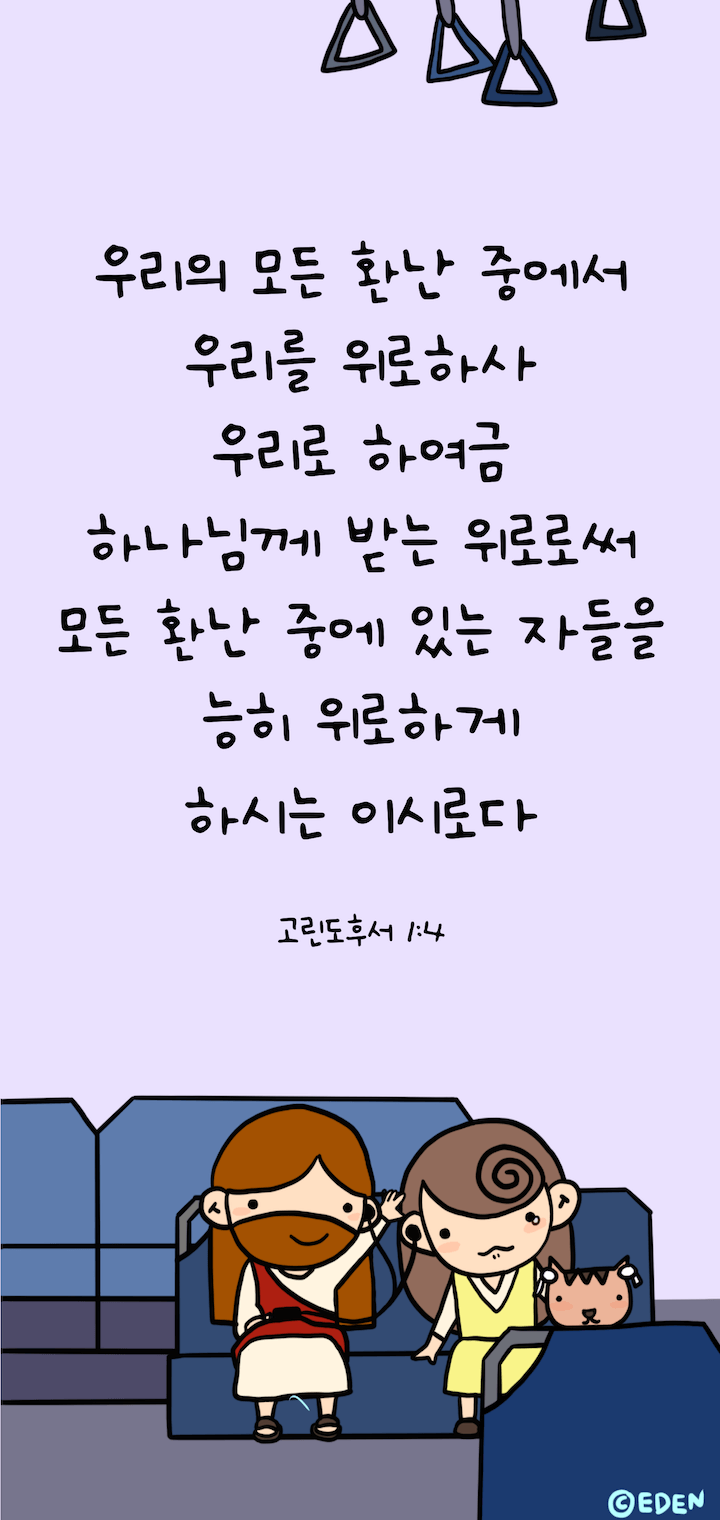 우리의 모든 환난 중에서
우리를 위로하사
우리로 하여금
하나님께 받는 위로로써
모든 환난 중에 있는 자들을
능히 위로하게
하시는 이시로다
고린도후서 1:4
©EDEN